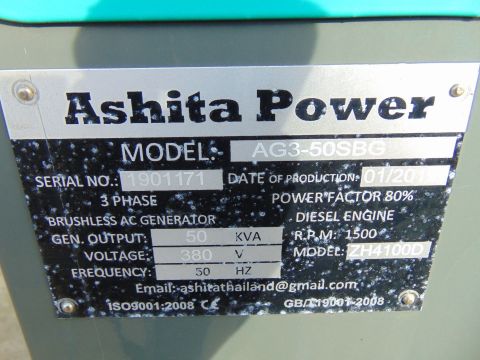 Ashita Power
MODEL: AG3-50SBG
SERIAL NO.: 1901171 DATE OF PRODUCTION: 01/201
3 PHASE POWER FACTOR 80%
BRUSHLESS AC GENERATOR DIESEL ENGINE
GEN. OUTPUT: 50 KVA R.P.M: 1500
VOLTAGE: 380 V MODEL: ZH4100D
FREQUENCY: 50 HZ
Email: ashitathailand@gmail.com
ISO9001:2008 CE GB/T19001-2008